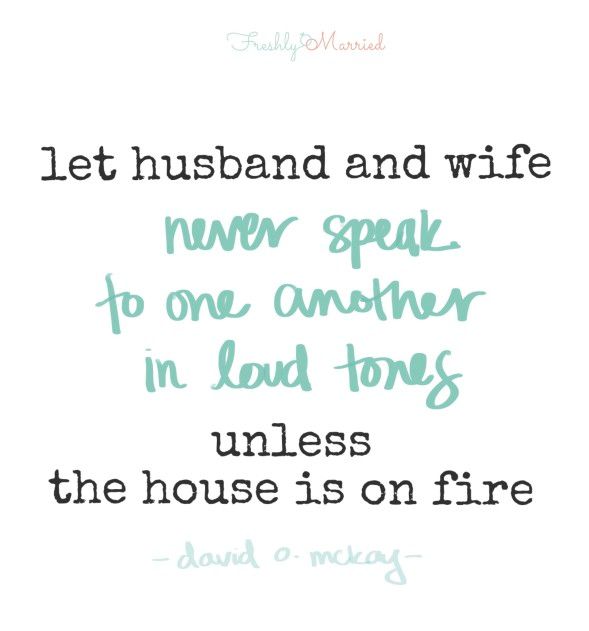 Freshly Married
let husband and wife
never speak
to one another
in loud tones
unless
the house is on fire
- david o. mckay -